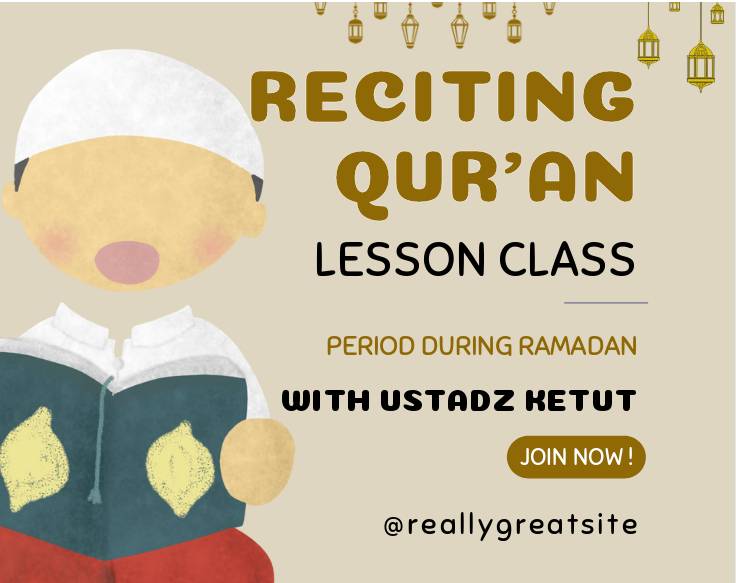 RECITING
QUR'AN
LESSON CLASS
PERIOD DURING RAMADAN
WITH USTADZ KETUT
JOIN NOW!
@reallygreatsite